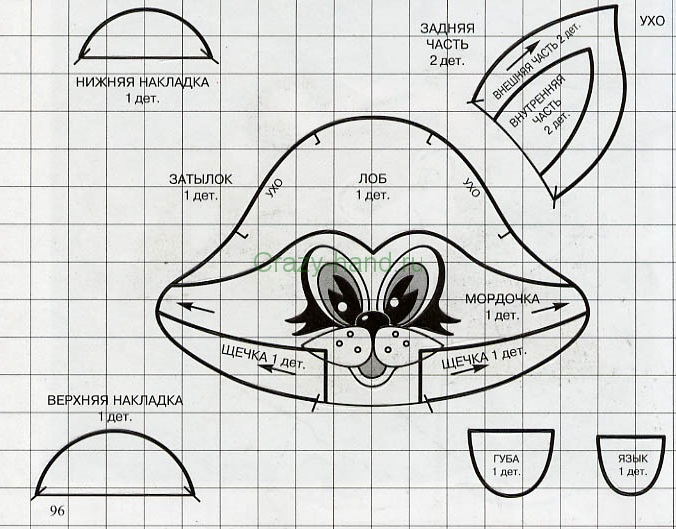 НИЖНЯЯ НАКЛАДКА
1 дет.
ЗАДНЯЯ
ЧАСТЬ
2 дет.
УХО
ВНЕШНЯЯ ЧАСТЬ 2 дет.
ВНУТРЕННЯЯ
ЧАСТЬ
2 дет.
ЗАТЫЛОК
1 дет.
УХО
ЛОБ
1 дет.
УХО
Crazy-hand.ru
МОРДОЧКА
1 дет.
ЩЕЧКА 1 дет.
ЩЕЧКА 1 дет.
ВЕРХНЯЯ НАКЛАДКА
1 дет.
ГУБА
1 дет.
ЯЗЫК
1 дет.
96